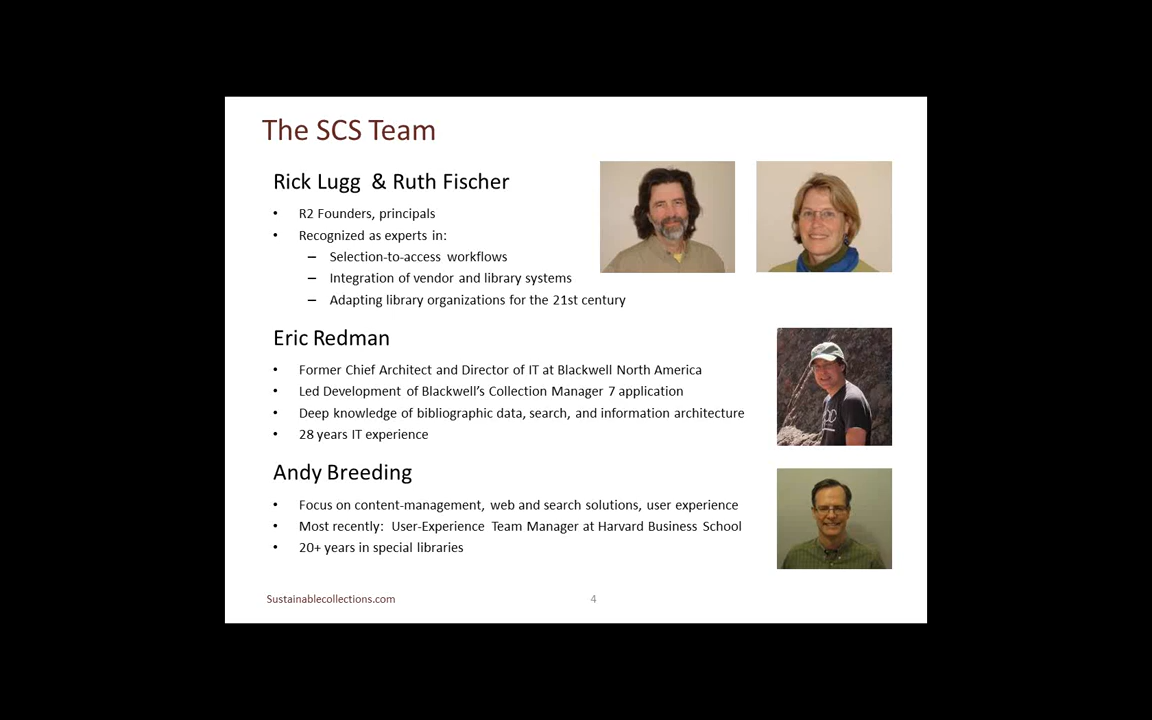 The SCS Team
Rick Lugg & Ruth Fischer
• R2 Founders, principals
• Recognized as experts in:
– Selection-to-access workflows
– Integration of vendor and library systems
– Adapting library organizations for the 21st century
Eric Redman
• Former Chief Architect and Director of IT at Blackwell North America
• Led Development of Blackwell’s Collection Manager 7 application
• Deep knowledge of bibliographic data, search, and information architecture
• 28 years IT experience
Andy Breeding
• Focus on content-management, web and search solutions, user experience
• Most recently: User-Experience Team Manager at Harvard Business School
• 20+ years in special libraries
Sustainablecollections.com
4